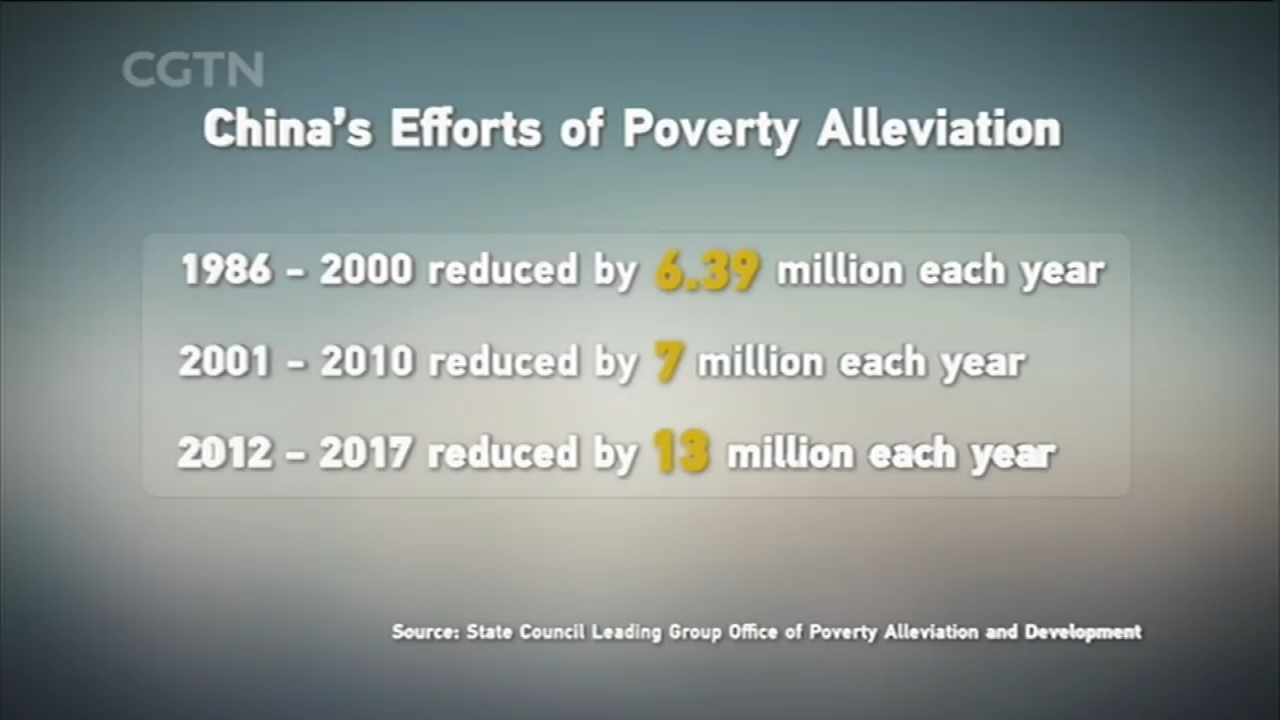 CGTN
China's Efforts of Poverty Alleviation
1986 – 2000 reduced by 6.39 million each year
2001 – 2010 reduced by 7 million each year
2012 – 2017 reduced by 13 million each year
Source: State Council Leading Group Office of Poverty Alleviation and Development